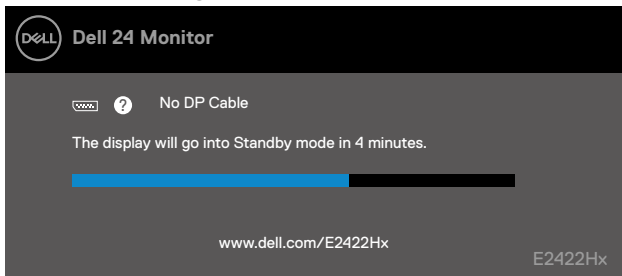 DELL Dell 24 Monitor
? No DP Cable
The display will go into Standby mode in 4 minutes.
www.dell.com/E2422Hx
E2422Hx